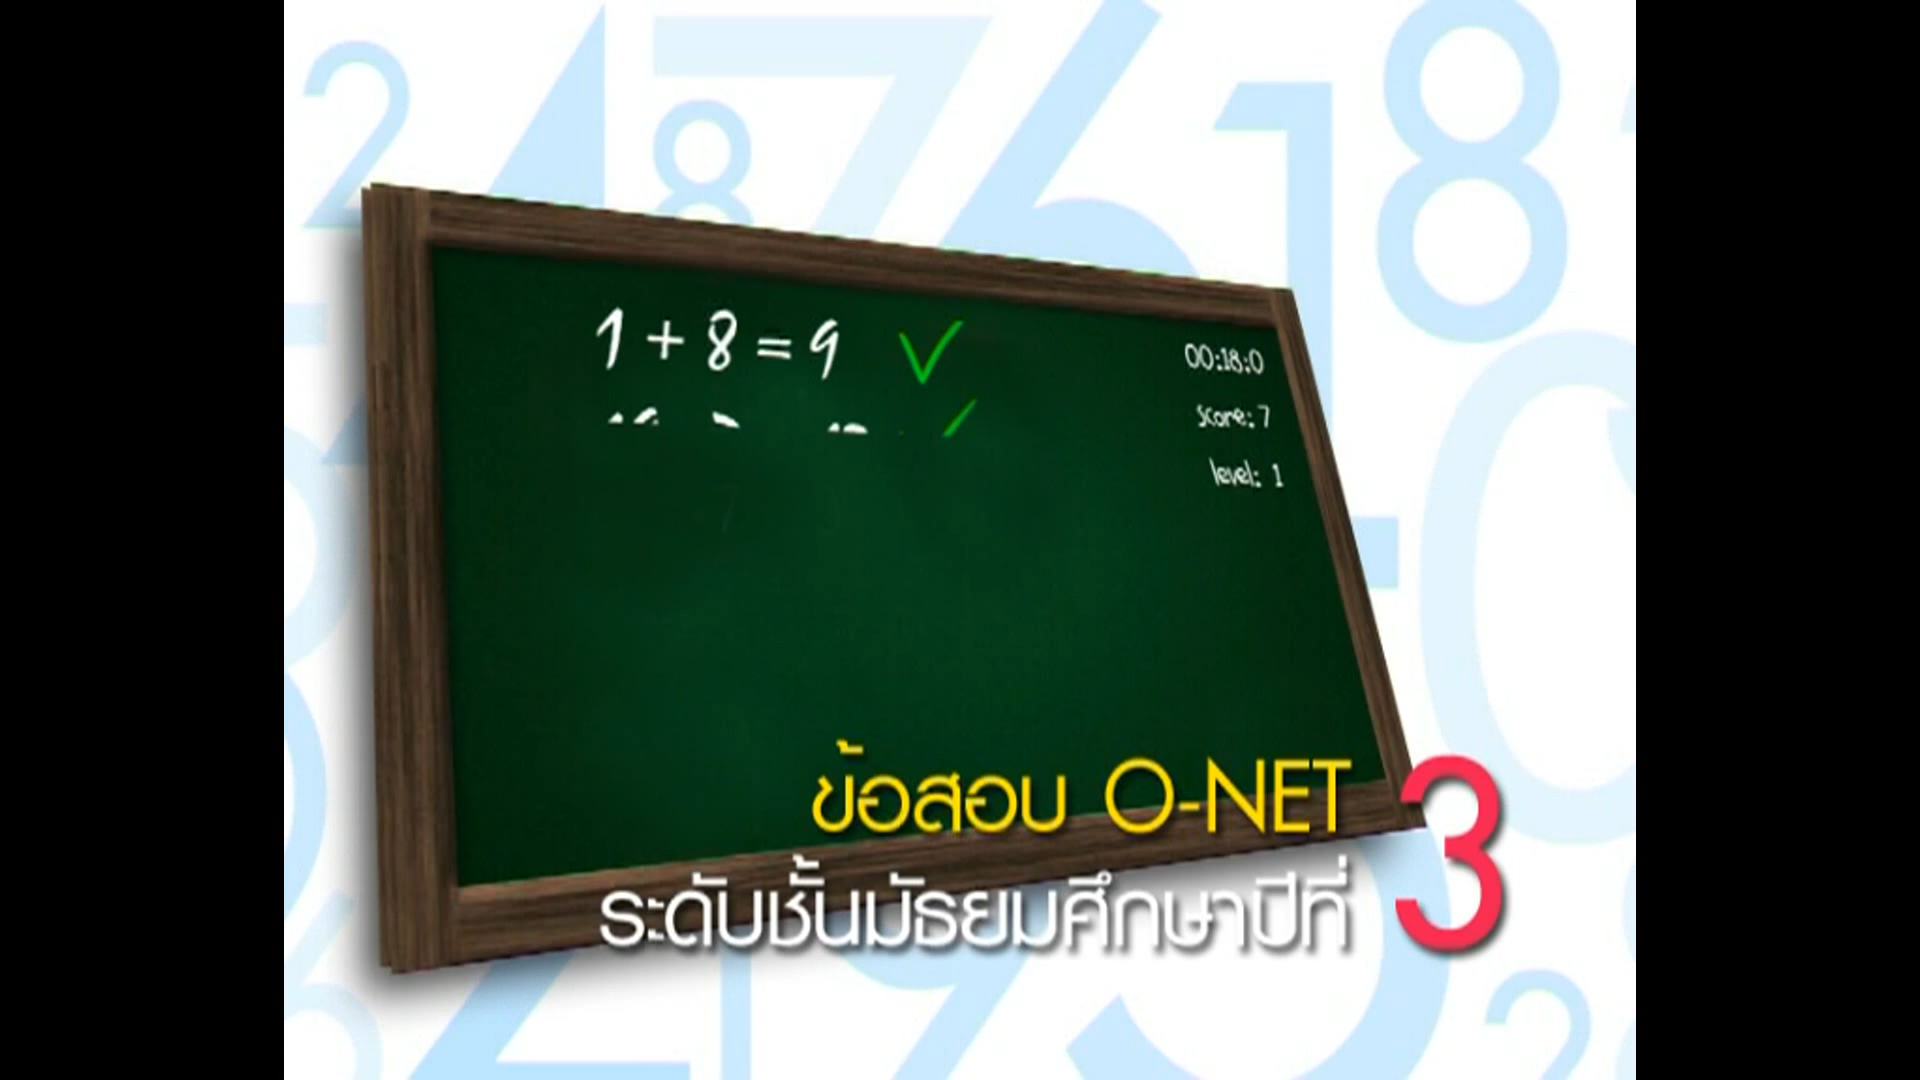 1 + 8 = 9 ✓
00:18:0
Score: 7
level: 1
ข้อสอบ O-NET
ระดับชั้นมัธยมศึกษาปีที่ 3